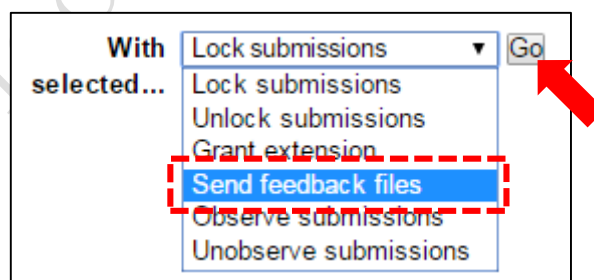 With Lock submissions Go
selected... Lock submissions
Unlock submissions
Grant extension
Send feedback files
Observe submissions
Unobserve submissions